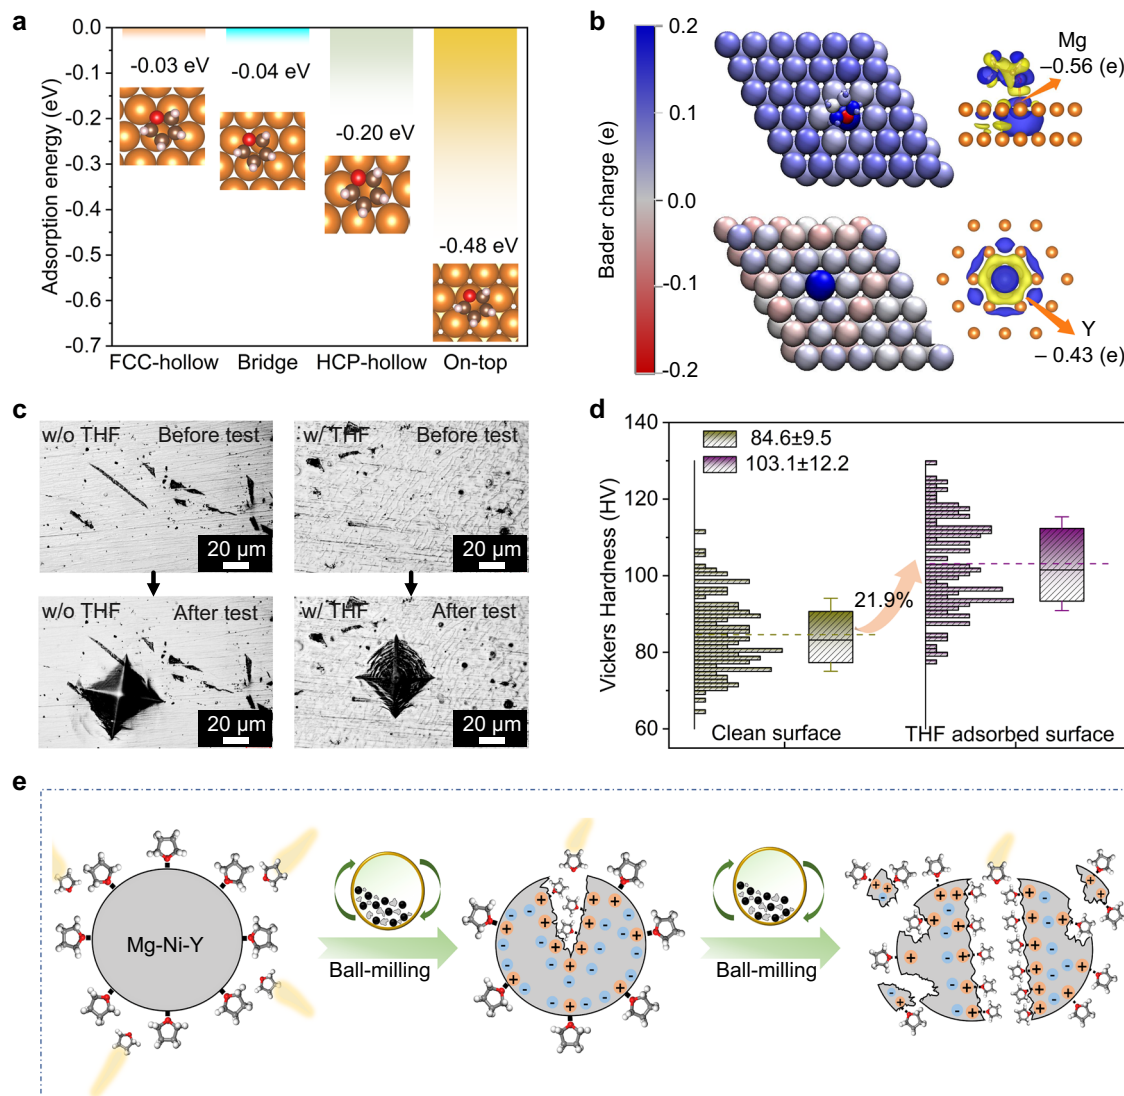 a
0.0
-0.1
-0.2
-0.3
-0.4
-0.5
-0.6
-0.7
Adsorption energy (eV)
-0.03 eV
-0.04 eV
-0.20 eV
-0.48 eV
FCC-hollow
Bridge
HCP-hollow
On-top
b
0.2
0.1
0.0
-0.1
-0.2
Bader charge (e)
Mg
–0.56 (e)
Y
– 0.43 (e)
c
w/o THF
Before test
20 µm
w/ THF
Before test
20 µm
w/o THF
After test
20 µm
w/ THF
After test
20 µm
d
140
120
100
80
60
Vickers Hardness (HV)
84.6±9.5
103.1±12.2
21.9%
Clean surface
THF adsorbed surface
e
Mg-Ni-Y
Ball-milling
Ball-milling